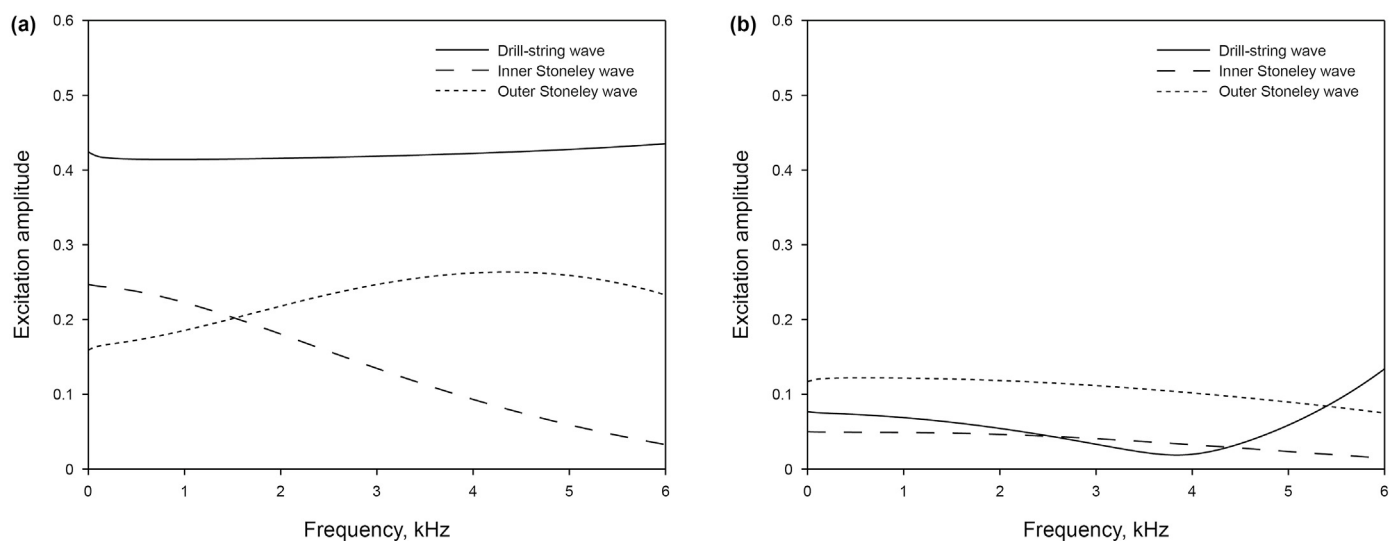 (a)
0.6
Drill-string wave
Inner Stoneley wave
Outer Stoneley wave
0.5
0.4
0.3
0.2
0.1
0
Excitation amplitude
0 1 2 3 4 5 6
Frequency, kHz
(b)
0.6
Drill-string wave
Inner Stoneley wave
Outer Stoneley wave
0.5
0.4
0.3
0.2
0.1
0
Excitation amplitude
0 1 2 3 4 5 6
Frequency, kHz